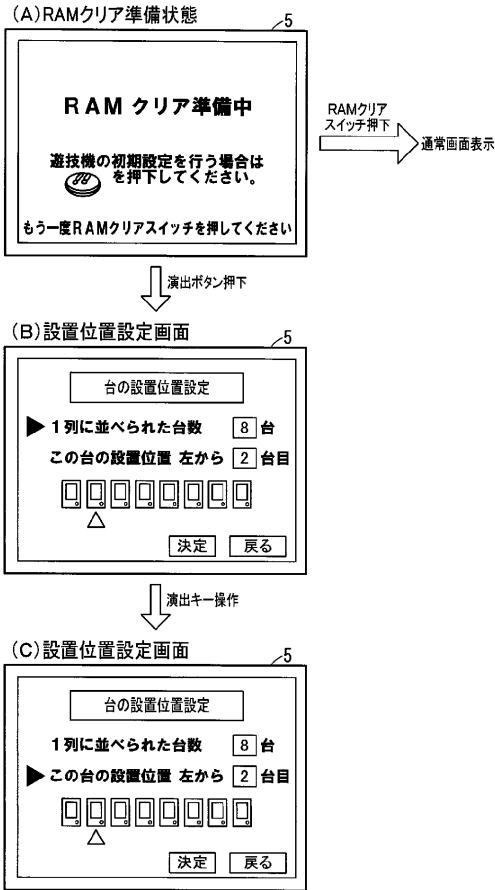 (A)RAMクリア準備状態
5
RAM クリア準備中
遊技機の初期設定を行う場合は
を押下してください。
もう一度RAMクリアスイッチを押してください
RAMクリア
スイッチ押下
通常画面表示
演出ボタン押下
(B)設置位置設定画面
5
台の設置位置設定
1列に並べられた台数 8 台
この台の設置位置 左から 2 台目
決定 戻る
演出キー操作
(C)設置位置設定画面
5
台の設置位置設定
1列に並べられた台数 8 台
この台の設置位置 左から 2 台目
決定 戻る